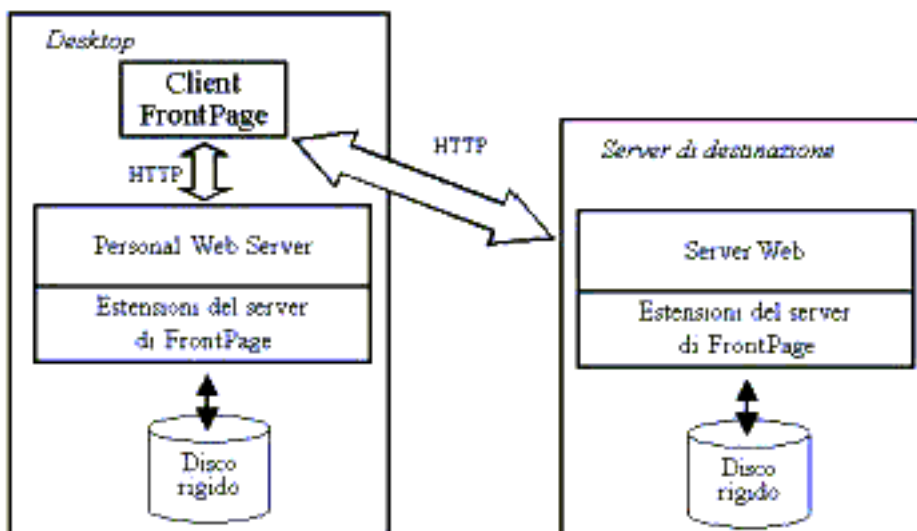 Desktop
Client
FrontPage
HTTP
Personal Web Server
Estensioni del server
di FrontPage
Disco
rigido
HTTP
Server di destinazione
Server Web
Estensioni del server
di FrontPage
Disco
rigido